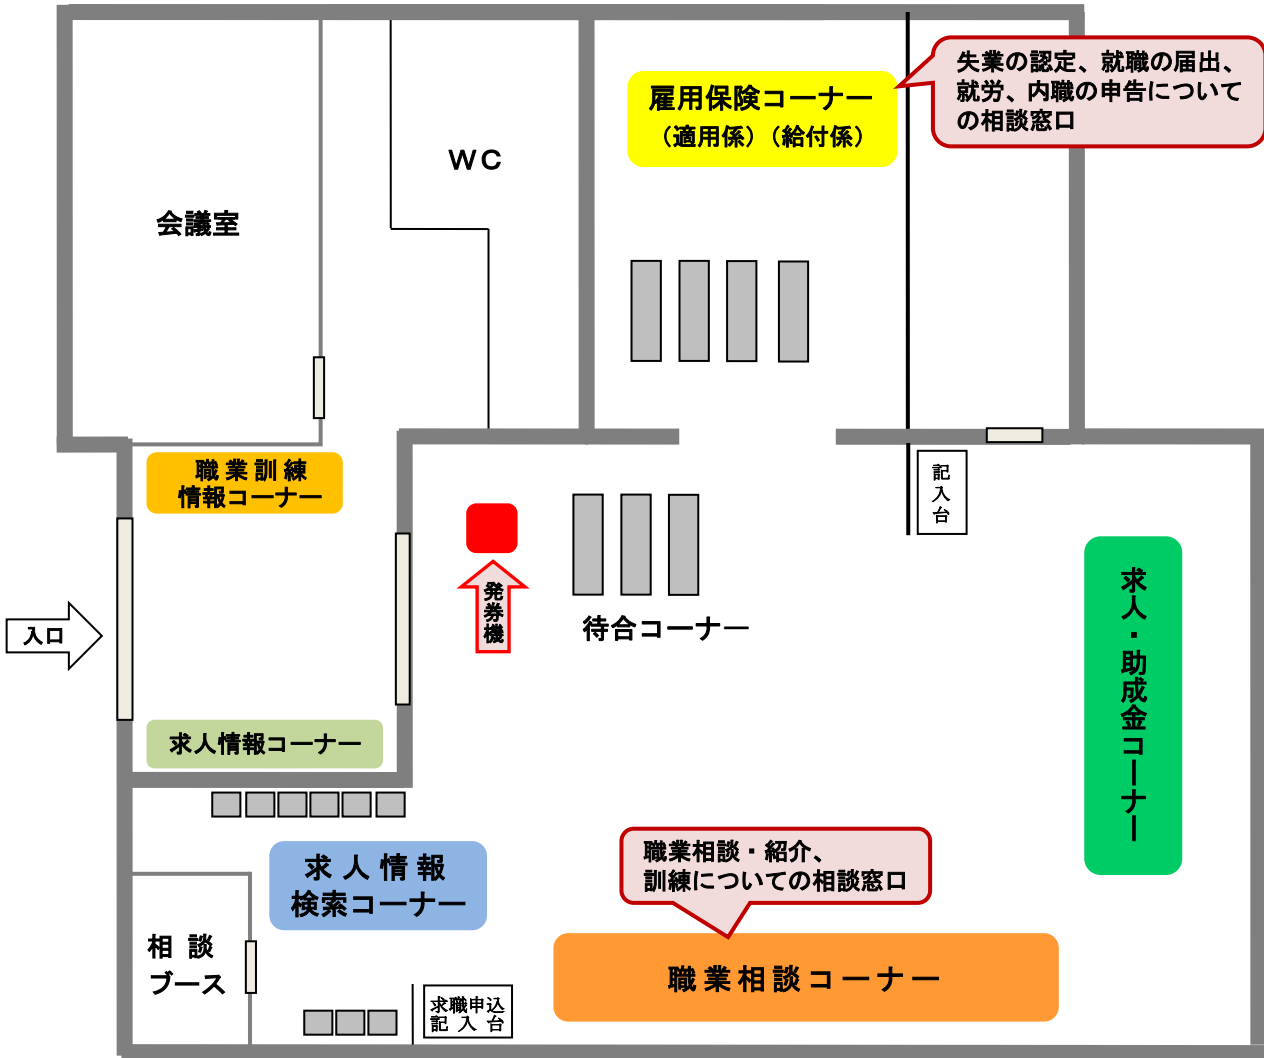 失業の認定、就職の届出、
就労、内職の申告について
の相談窓口
雇用保険コーナー
（適用係）（給付係）
ＷＣ
会議室
職業訓練
情報コーナー
記入台
発券機
待合コーナー
入口
求人・助成金コーナー
求人情報コーナー
職業相談・紹介、
訓練についての相談窓口
求人情報
検索コーナー
相談
ブース
職業相談コーナー
求職申込
記入台